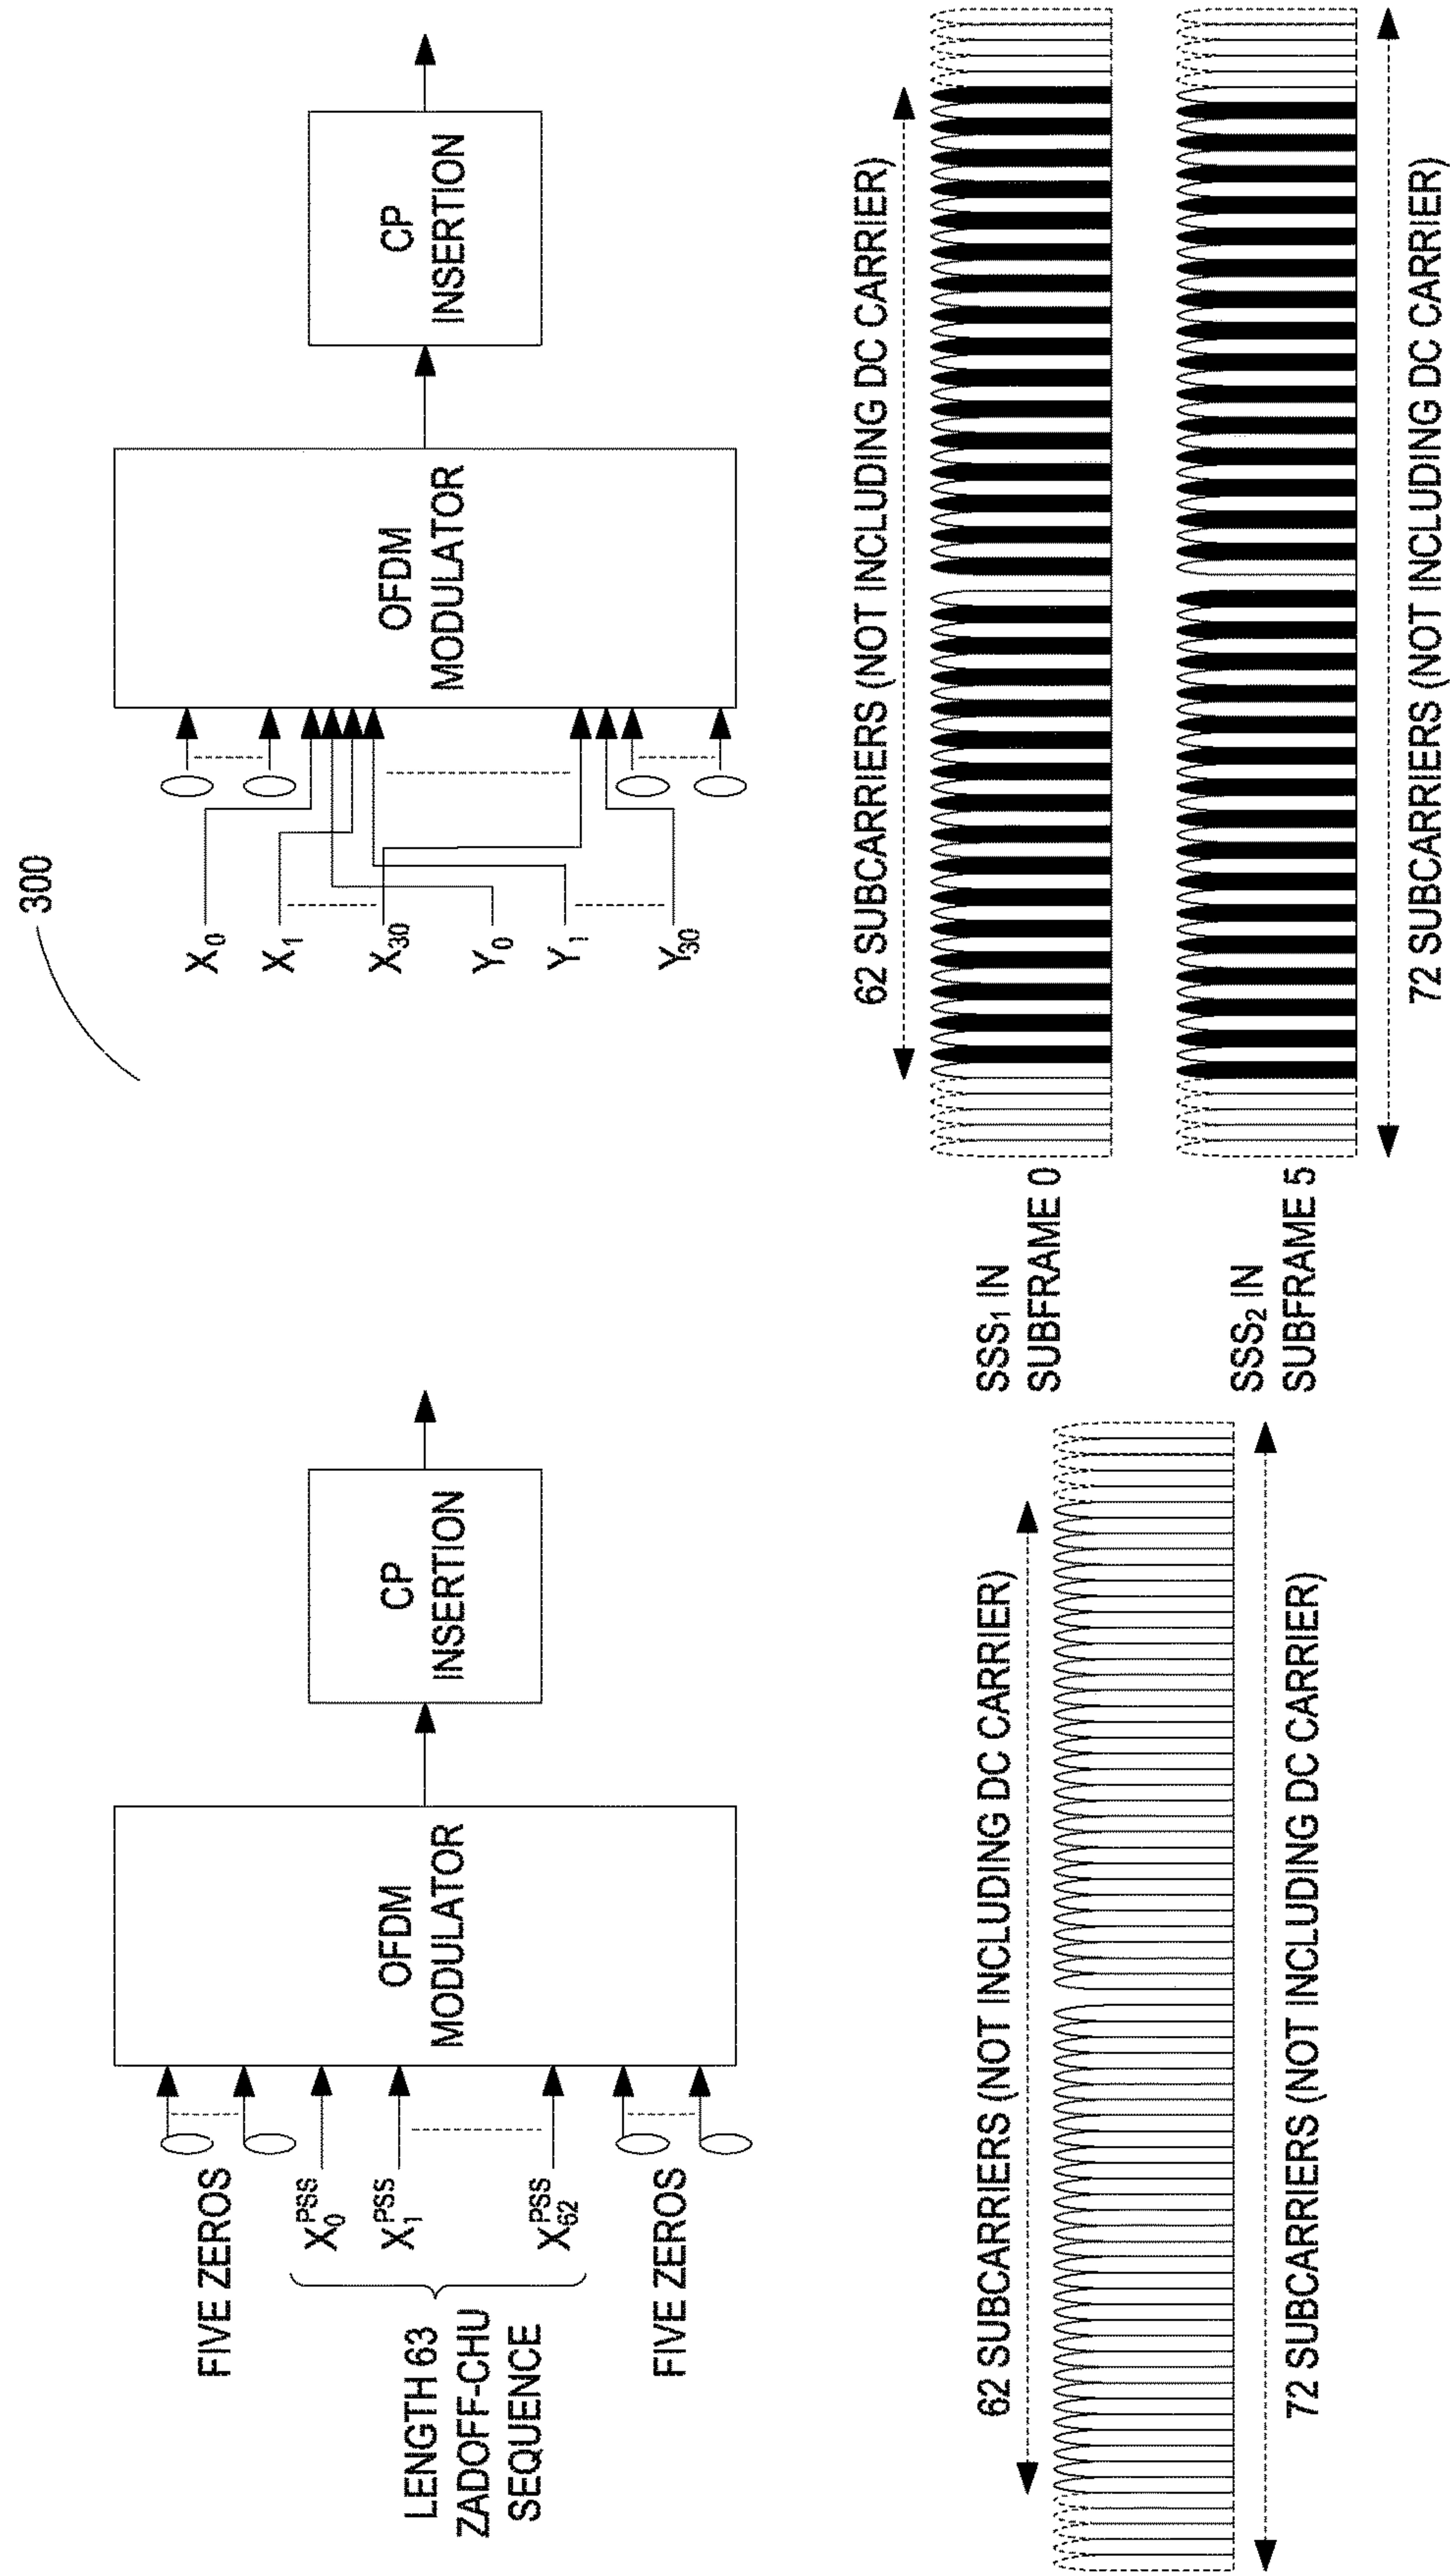 300
FIVE ZEROS
X₀ᴾˢˢ
X₁ᴾˢˢ
X₆₂ᴾˢˢ
LENGTH 63
ZADOFF-CHU
SEQUENCE
FIVE ZEROS
OFDM
MODULATOR
CP
INSERTION
62 SUBCARRIERS (NOT INCLUDING DC CARRIER)
72 SUBCARRIERS (NOT INCLUDING DC CARRIER)
X₀
X₁
X₃₀
Y₀
Y₁
Y₃₀
OFDM
MODULATOR
CP
INSERTION
62 SUBCARRIERS (NOT INCLUDING DC CARRIER)
SSS₁ IN
SUBFRAME 0
SSS₂ IN
SUBFRAME 5
72 SUBCARRIERS (NOT INCLUDING DC CARRIER)